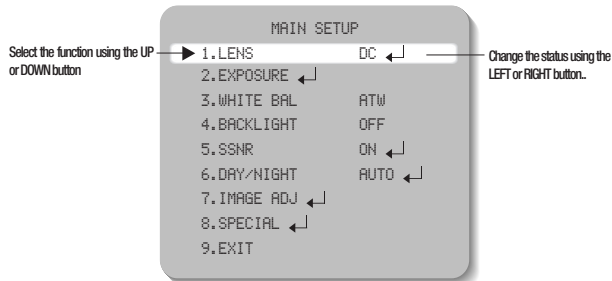 MAIN SETUP
Select the function using the UP
or DOWN button
1.LENS DC ↵
Change the status using the
LEFT or RIGHT button..
2.EXPOSURE ↵
3.WHITE BAL ATW
4.BACKLIGHT OFF
5.SSNR ON ↵
6.DAY/NIGHT AUTO ↵
7.IMAGE ADJ ↵
8.SPECIAL ↵
9.EXIT